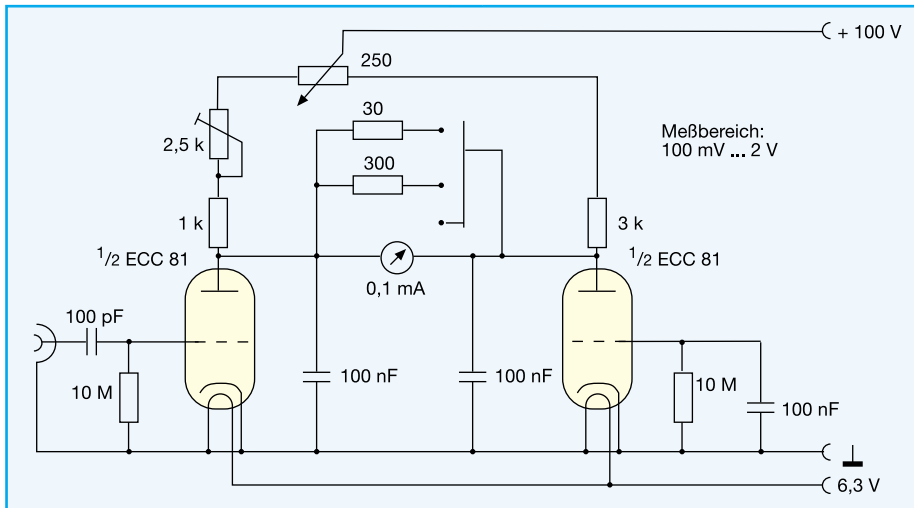 + 100 V
250
30
2,5 k
300
Meßbereich:
100 mV ... 2 V
1 k
3 k
1/2 ECC 81
1/2 ECC 81
0,1 mA
100 pF
10 M
100 nF
100 nF
10 M
100 nF
6,3 V